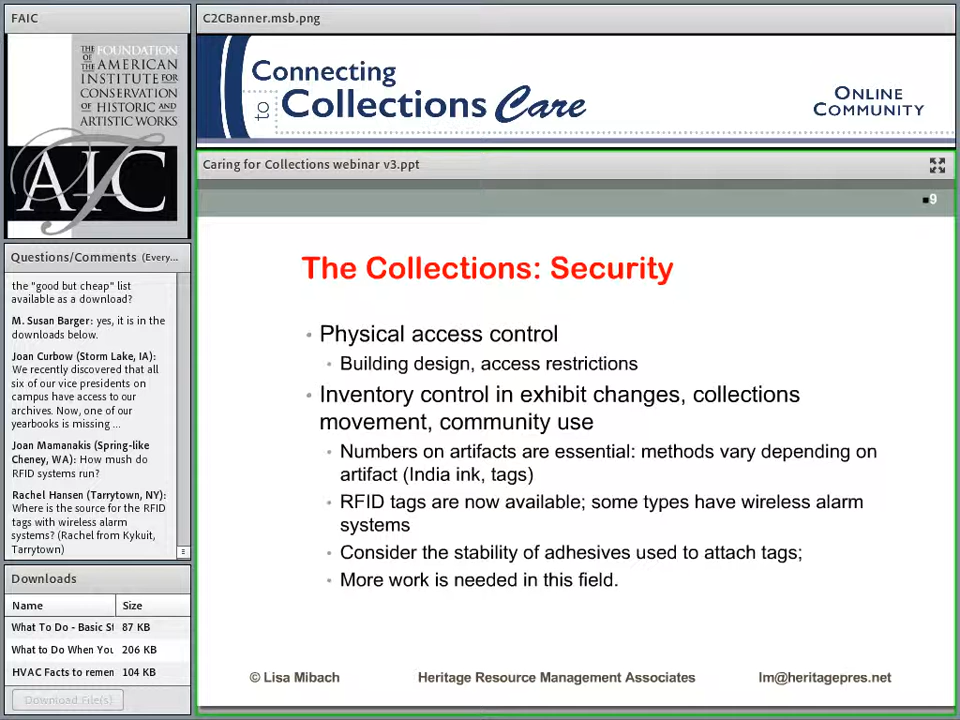 FAIC
THE FOUNDATION
OF THE AMERICAN
INSTITUTE FOR
CONSERVATION
OF HISTORIC AND
ARTISTIC WORKS
AIC
C2CBanner.msb.png
Connecting
to Collections Care
ONLINE
COMMUNITY
Caring for Collections webinar v3.ppt
9
The Collections: Security
• Physical access control
• Building design, access restrictions
• Inventory control in exhibit changes, collections
movement, community use
• Numbers on artifacts are essential: methods vary depending on
artifact (India ink, tags)
• RFID tags are now available; some types have wireless alarm
systems
• Consider the stability of adhesives used to attach tags;
• More work is needed in this field.
© Lisa Mibach
Heritage Resource Management Associates
lm@heritagepres.net
Questions/Comments (Every...
the "good but cheap" list
available as a download?
M. Susan Barger: yes, it is in the
downloads below.
Joan Curbow (Storm Lake, IA):
We recently discovered that all
six of our vice presidents on
campus have access to our
archives. Now, one of our
yearbooks is missing ...
Joan Mamanakis (Spring-like
Cheney, WA): How mush do
RFID systems run?
Rachel Hansen (Tarrytown, NY):
Where is the source for the RFID
tags with wireless alarm
systems? (Rachel from Kykuit,
Tarrytown)
Downloads
Name Size
What To Do - Basic St 87 KB
What to Do When You 206 KB
HVAC Facts to remen 104 KB
Download File(s)